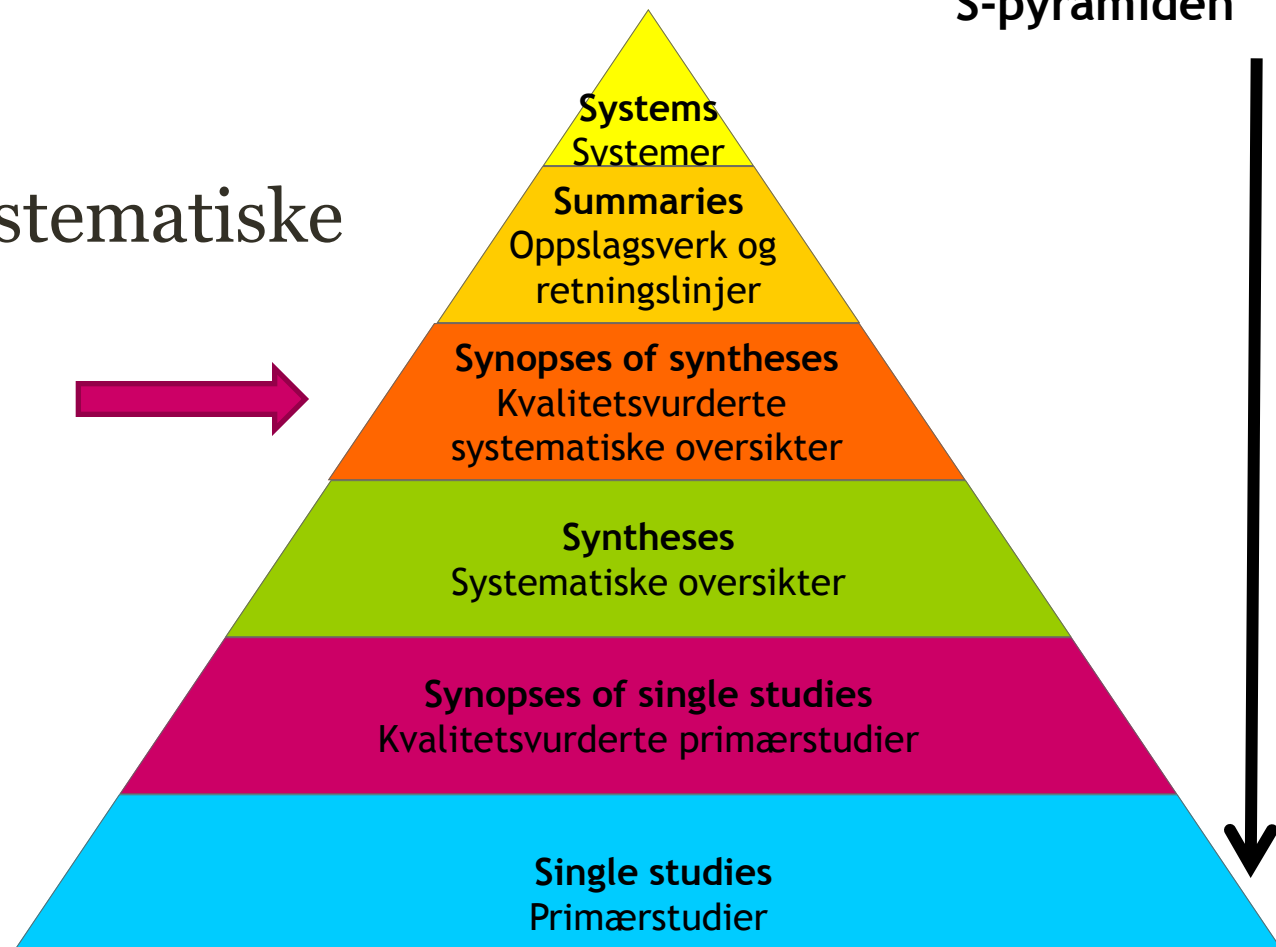 S-pyramiden
stematiske
Systems
Systemer
Summaries
Oppslagsverk og
retningslinjer
Synopses of syntheses
Kvalitetsvurderte
systematiske oversikter
Syntheses
Systematiske oversikter
Synopses of single studies
Kvalitetsvurderte primærstudier
Single studies
Primærstudier